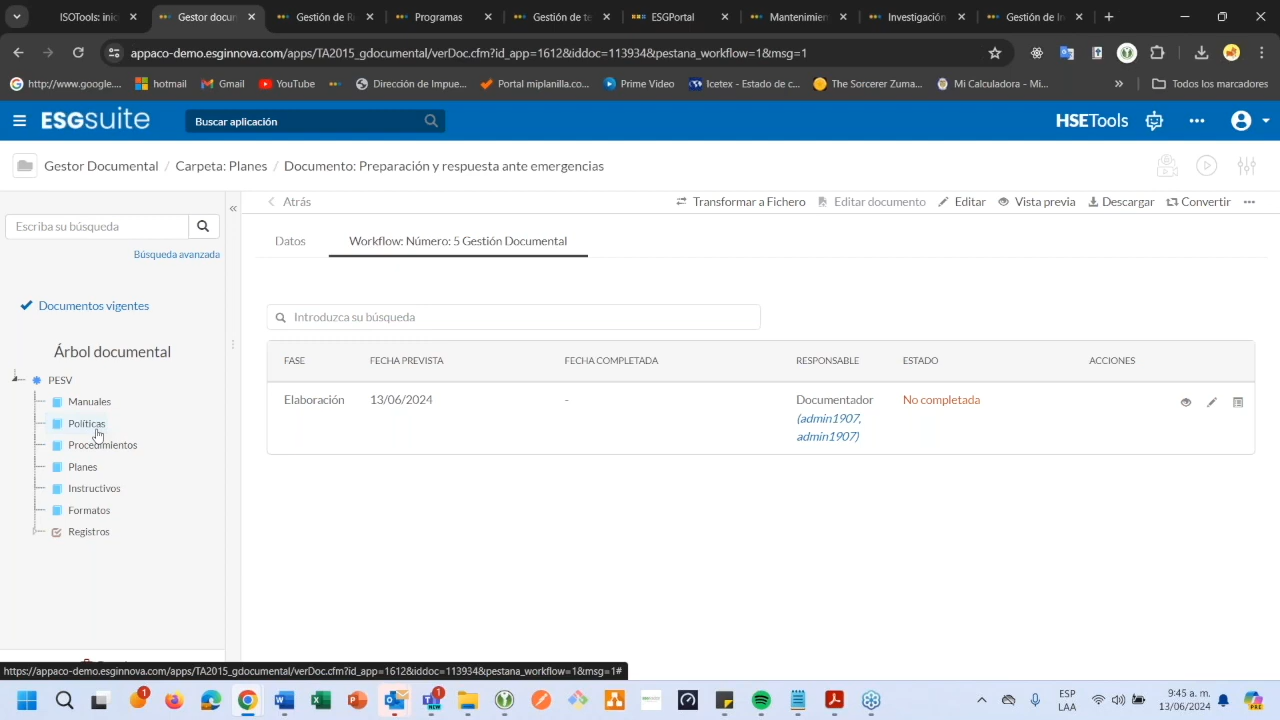 ISOTools: inic
Gestor docu
Gestión de Ri
Programas
Gestión de te
ESGPortal
Mantenimier
Investigación
Gestión de In
appaco-demo.esginnova.com/apps/TA2015_gdocumental/verDoc.cfm?id_app=1612&iddoc=113934&pestana_workflow=1&msg=1
http://www.google....
hotmail
Gmail
YouTube
Dirección de Impue...
Portal miplanilla.co...
Prime Video
Icetex - Estado de c...
The Sorcerer Zuma...
Mi Calculadora - Mi...
»
Todos los marcadores
ESGsuite
Buscar aplicación
HSETools
Gestor Documental / Carpeta: Planes / Documento: Preparación y respuesta ante emergencias
Atrás
Transformar a Fichero
Editar documento
Editar
Vista previa
Descargar
Convertir
Escriba su búsqueda
Búsqueda avanzada
Documentos vigentes
Árbol documental
PESV
Manuales
Políticas
Procedimientos
Planes
Instructivos
Formatos
Registros
Datos
Workflow: Número: 5 Gestión Documental
Introduzca su búsqueda
FASE FECHA PREVISTA FECHA COMPLETADA RESPONSABLE ESTADO ACCIONES
Elaboración 13/06/2024 - Documentador No completada
(admin1907,
admin1907)
https://appaco-demo.esginnova.com/apps/TA2015_gdocumental/verDoc.cfm?id_app=1612&iddoc=113934&pestana_workflow=1&msg=1#
1
1
ESP
LAA
9:45 a.m.
13/06/2024